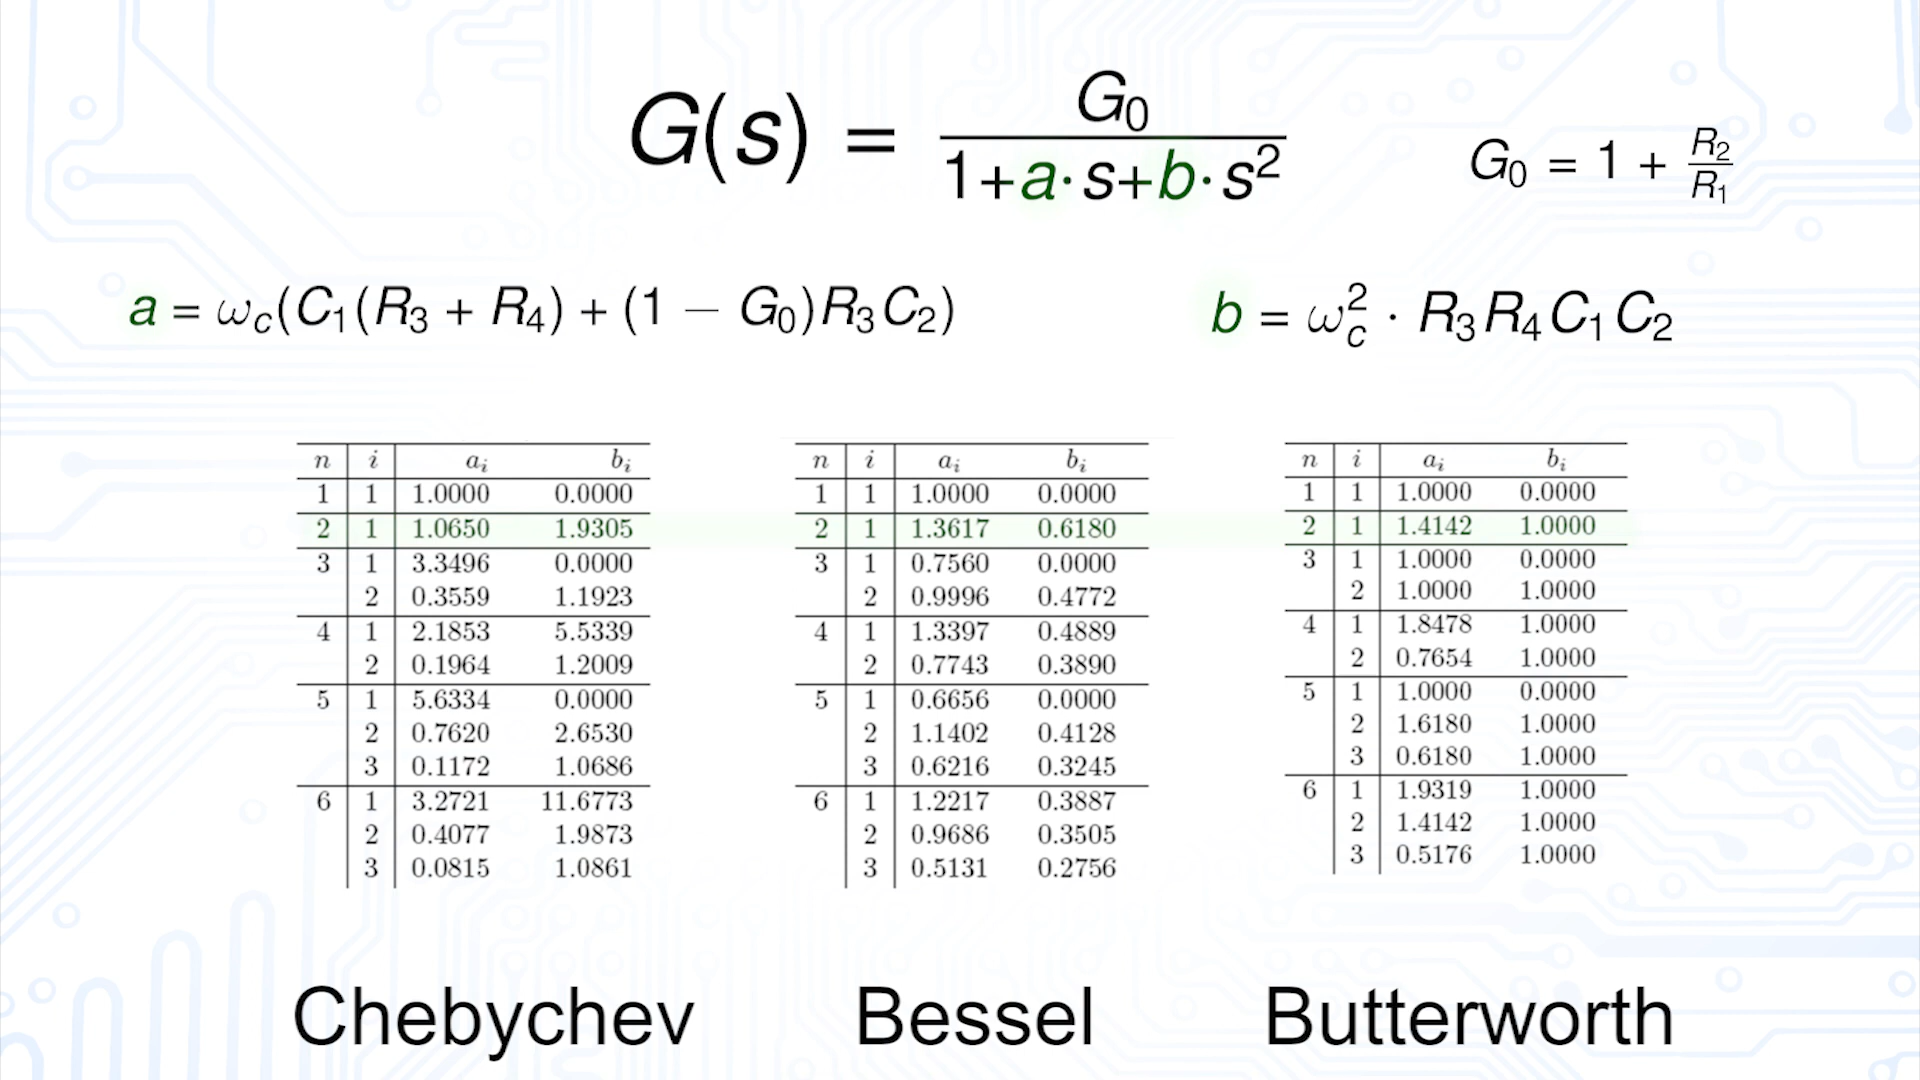 G(s) = G₀ / (1+a·s+b·s²)
G₀ = 1 + R₂/R₁
a = ω_c(C₁(R₃ + R₄) + (1 − G₀)R₃C₂)
b = ω_c² · R₃R₄C₁C₂
n i aᵢ bᵢ
1 1 1.0000 0.0000
2 1 1.0650 1.9305
3 1 3.3496 0.0000
2 0.3559 1.1923
4 1 2.1853 5.5339
2 0.1964 1.2009
5 1 5.6334 0.0000
2 0.7620 2.6530
3 0.1172 1.0686
6 1 3.2721 11.6773
2 0.4077 1.9873
3 0.0815 1.0861
Chebychev
n i aᵢ bᵢ
1 1 1.0000 0.0000
2 1 1.3617 0.6180
3 1 0.7560 0.0000
2 0.9996 0.4772
4 1 1.3397 0.4889
2 0.7743 0.3890
5 1 0.6656 0.0000
2 1.1402 0.4128
3 0.6216 0.3245
6 1 1.2217 0.3887
2 0.9686 0.3505
3 0.5131 0.2756
Bessel
n i aᵢ bᵢ
1 1 1.0000 0.0000
2 1 1.4142 1.0000
3 1 1.0000 0.0000
2 1.0000 1.0000
4 1 1.8478 1.0000
2 0.7654 1.0000
5 1 1.0000 0.0000
2 1.6180 1.0000
3 0.6180 1.0000
6 1 1.9319 1.0000
2 1.4142 1.0000
3 0.5176 1.0000
Butterworth